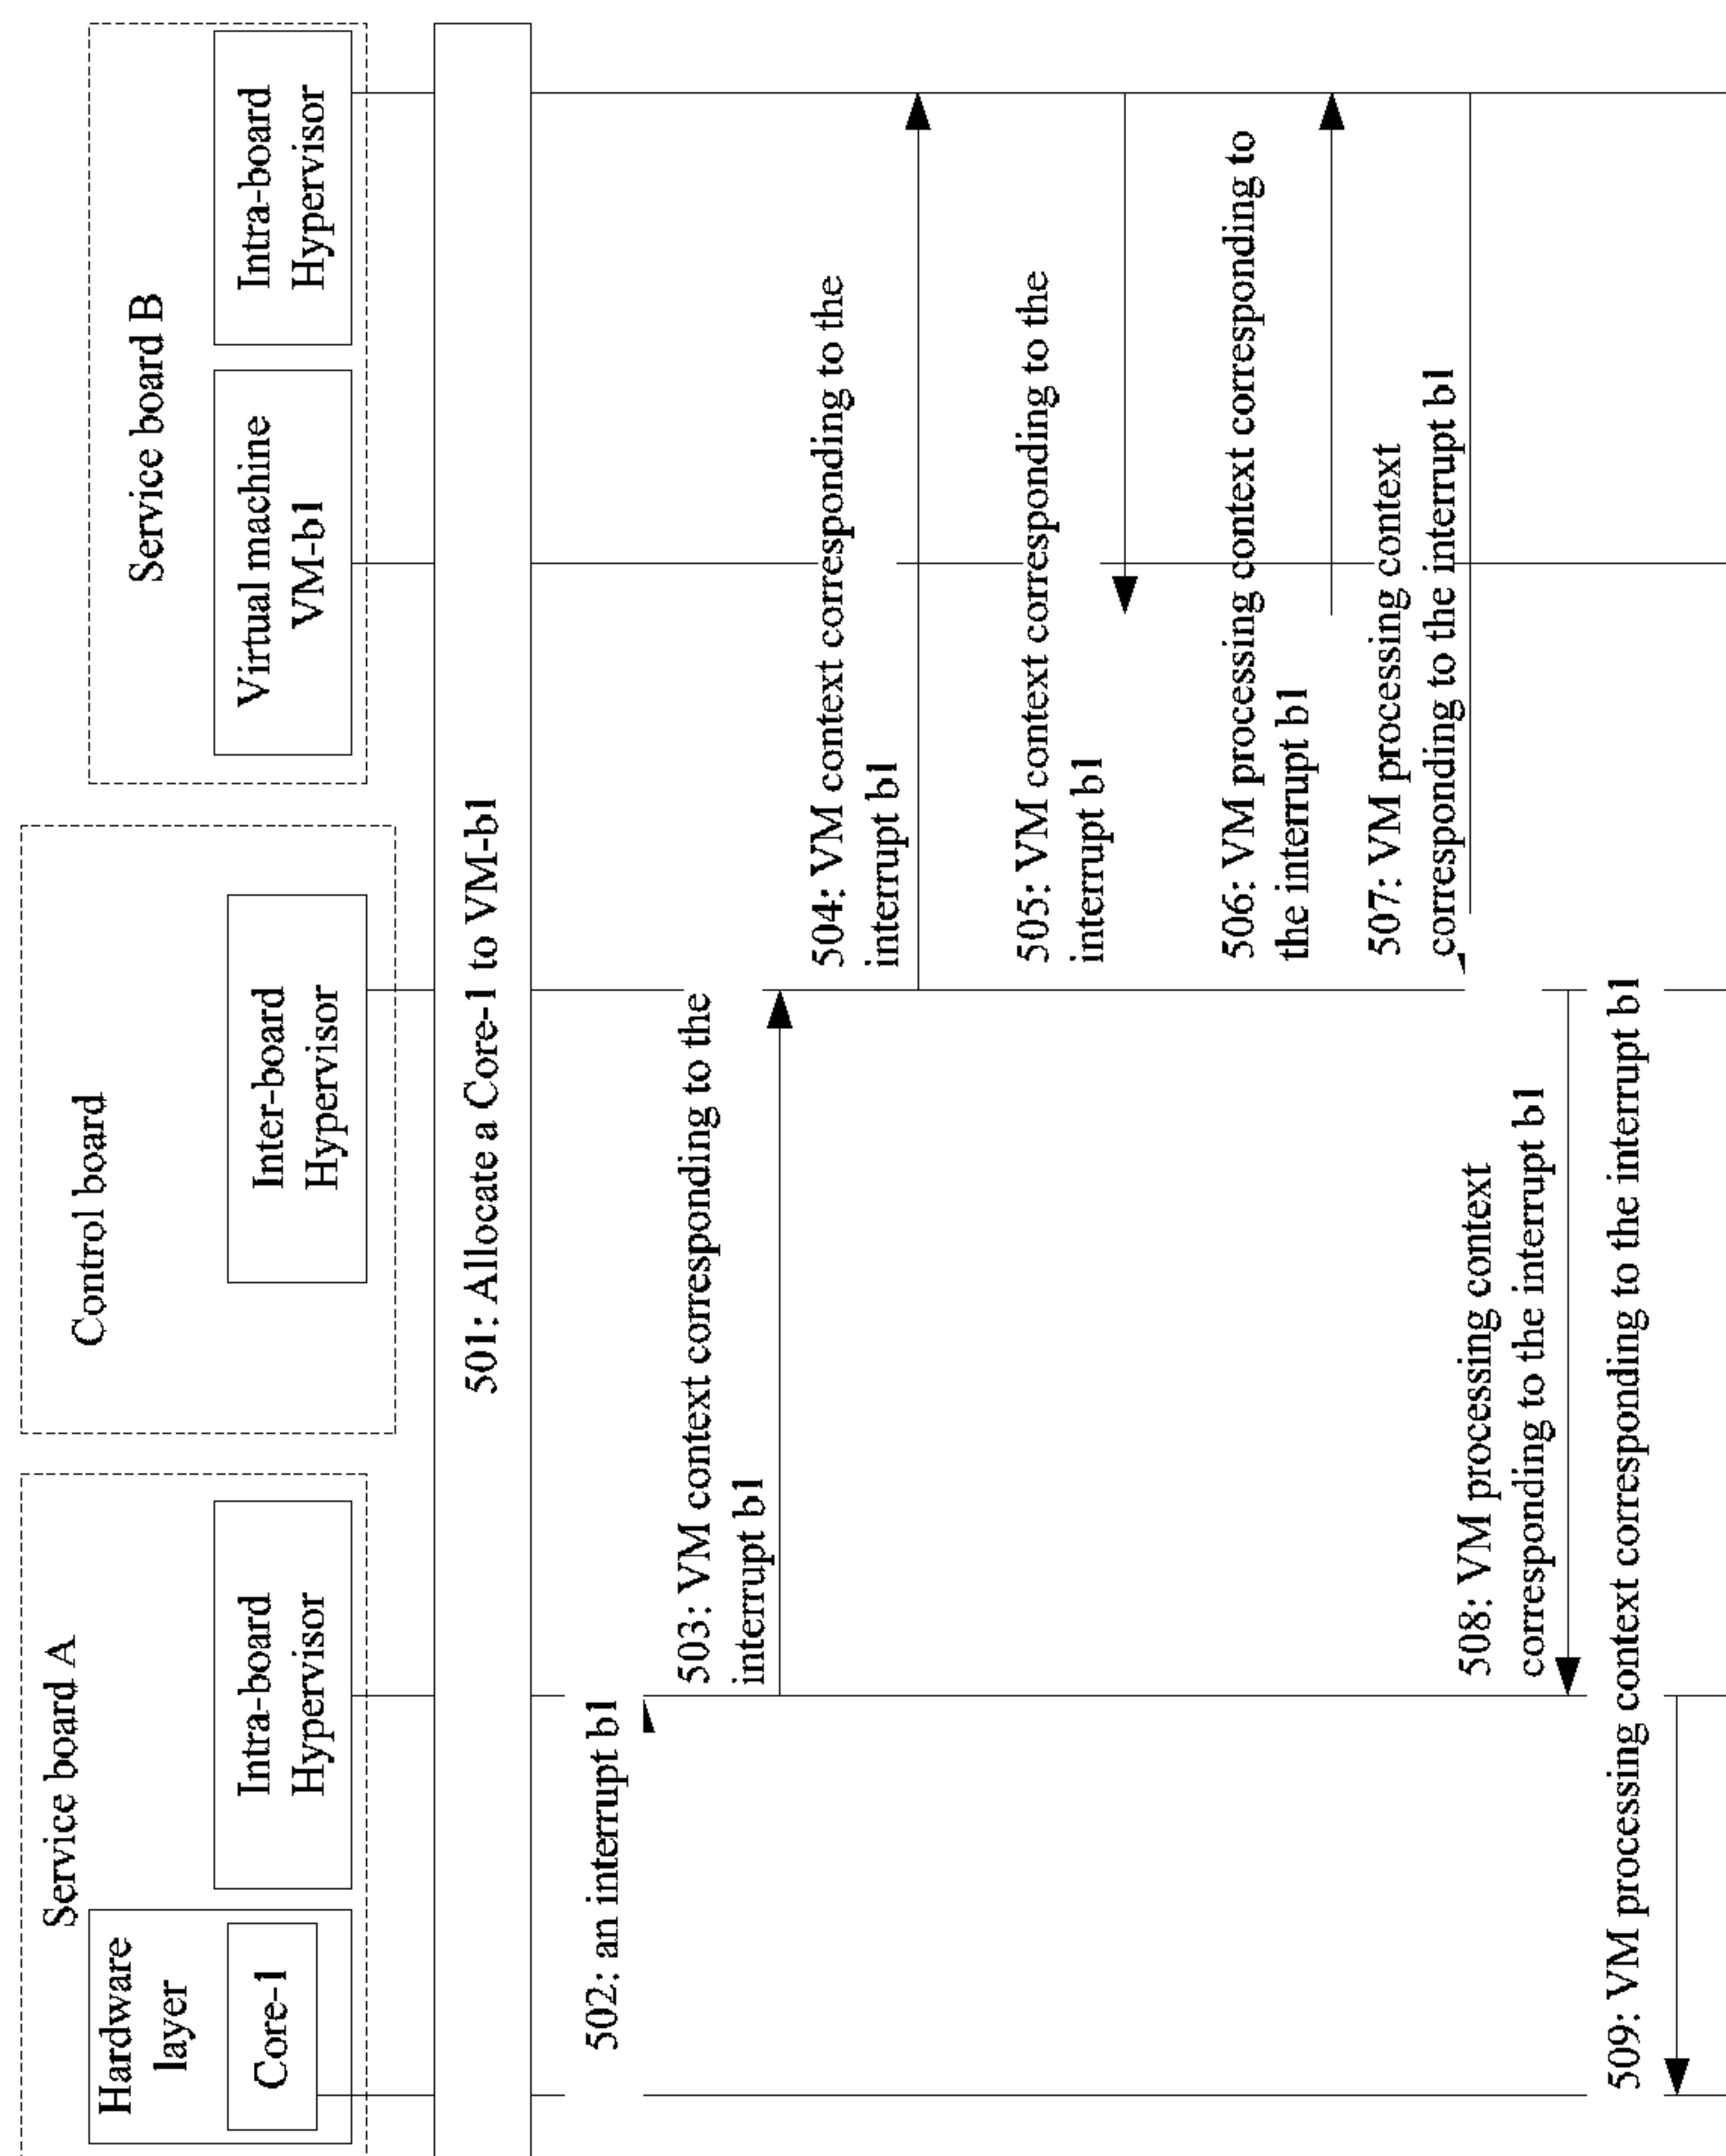 Service board A
Hardware
layer
Core-1
Intra-board
Hypervisor
Control board
Inter-board
Hypervisor
Service board B
Virtual machine
VM-b1
Intra-board
Hypervisor
501: Allocate a Core-1 to VM-b1
502: an interrupt b1
503: VM context corresponding to the
interrupt b1
504: VM context corresponding to the
interrupt b1
505: VM context corresponding to the
interrupt b1
506: VM processing context corresponding to
the interrupt b1
507: VM processing context
corresponding to the interrupt b1
508: VM processing context
corresponding to the interrupt b1
509: VM processing context corresponding to the interrupt b1